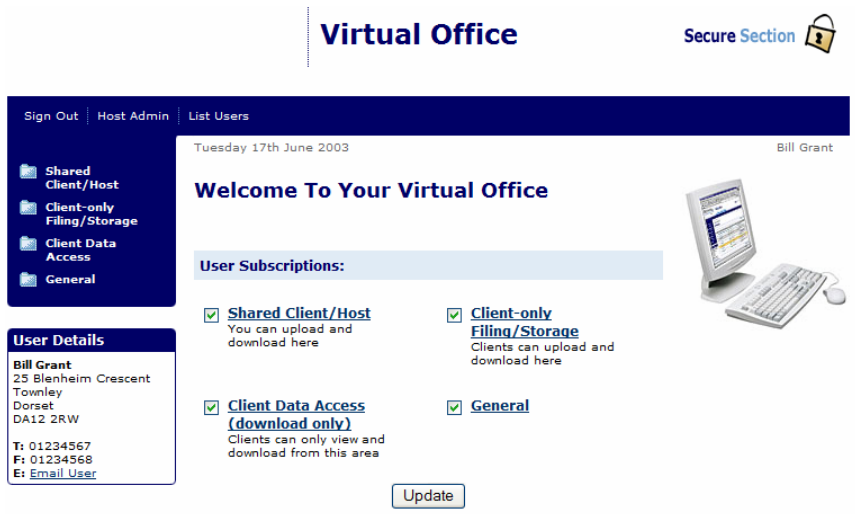 Virtual Office
Secure Section
Sign Out
Host Admin
List Users
Tuesday 17th June 2003
Bill Grant
Shared
Client/Host
Client-only
Filing/Storage
Client Data
Access
General
Welcome To Your Virtual Office
User Subscriptions:
Shared Client/Host
You can upload and
download here
Client-only
Filing/Storage
Clients can upload and
download here
Client Data Access
(download only)
Clients can only view and
download from this area
General
Update
User Details
Bill Grant
25 Blenheim Crescent
Townley
Dorset
DA12 2RW
T: 01234567
F: 01234568
E: Email User